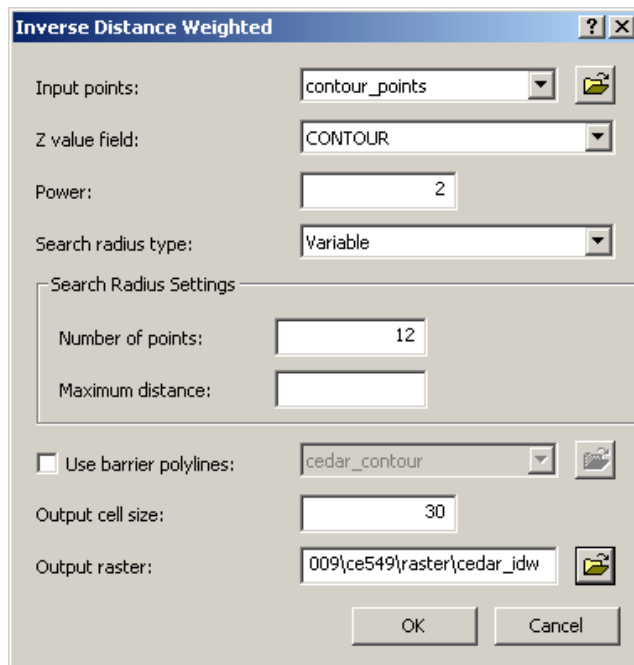 Inverse Distance Weighted
Input points: contour_points
Z value field: CONTOUR
Power: 2
Search radius type: Variable
Search Radius Settings
Number of points: 12
Maximum distance:
Use barrier polylines: cedar_contour
Output cell size: 30
Output raster: 009\ce549\raster\cedar_idw
OK Cancel